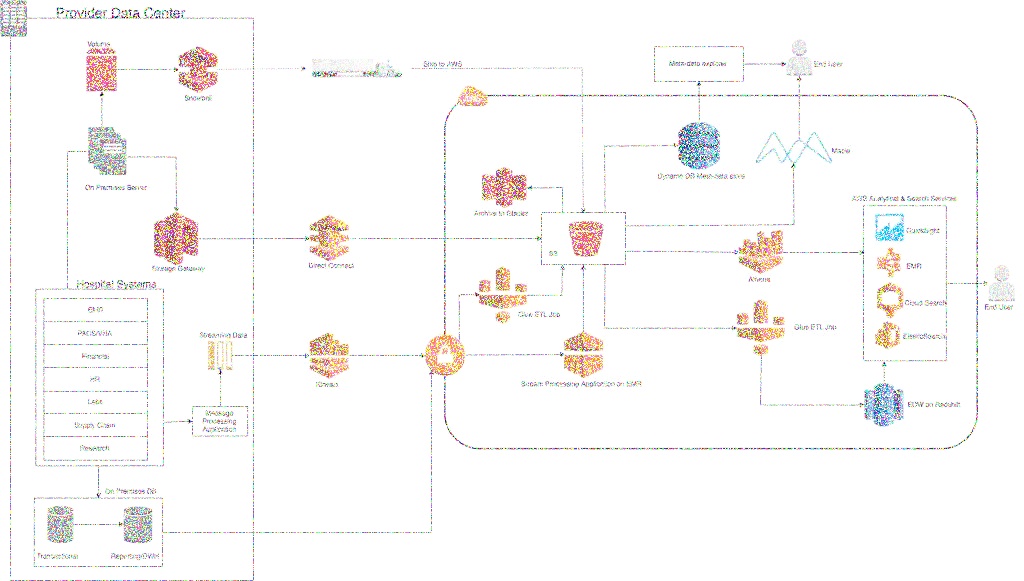 Provider Data Center
Volume
Snowball
Ship to AWS
Meta-data explorer
End User
On Premises Server
Dynamo DB Meta-data store
Macie
Archive to Glacier
AWS Analytical & Search Services
Quicksight
S3
Storage Gateway
Direct Connect
EMR
Athena
Hospital Systems
Cloud Search
End User
EHR
Glue ETL Job
Glue ETL Job
Streaming Data
ElasticSearch
Financial
Kinesis
HR
Stream Processing Application on EMR
Labs
EDW on Redshift
Message
Processing
Application
Supply Chain
Research
On Premises DB
Transactional
Reporting/DWH